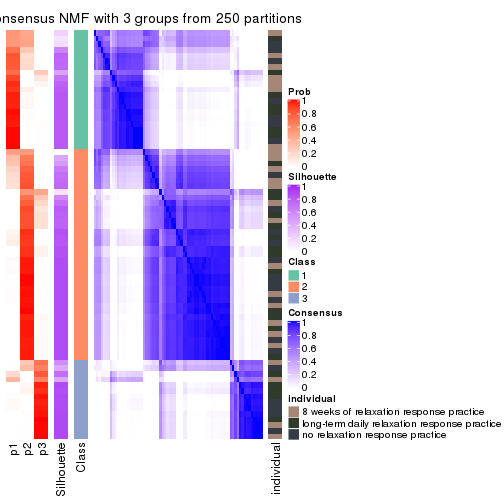 onsensus NMF with 3 groups from 250 partitions
Prob
1
0.8
0.6
0.4
0.2
0
Silhouette
1
0.8
0.6
0.4
0.2
0
Class
1
2
3
Consensus
1
0.8
0.6
0.4
0.2
0
individual
8 weeks of relaxation response practice
long-term daily relaxation response practice
no relaxation response practice
p1
p2
p3
Silhouette
Class
individual